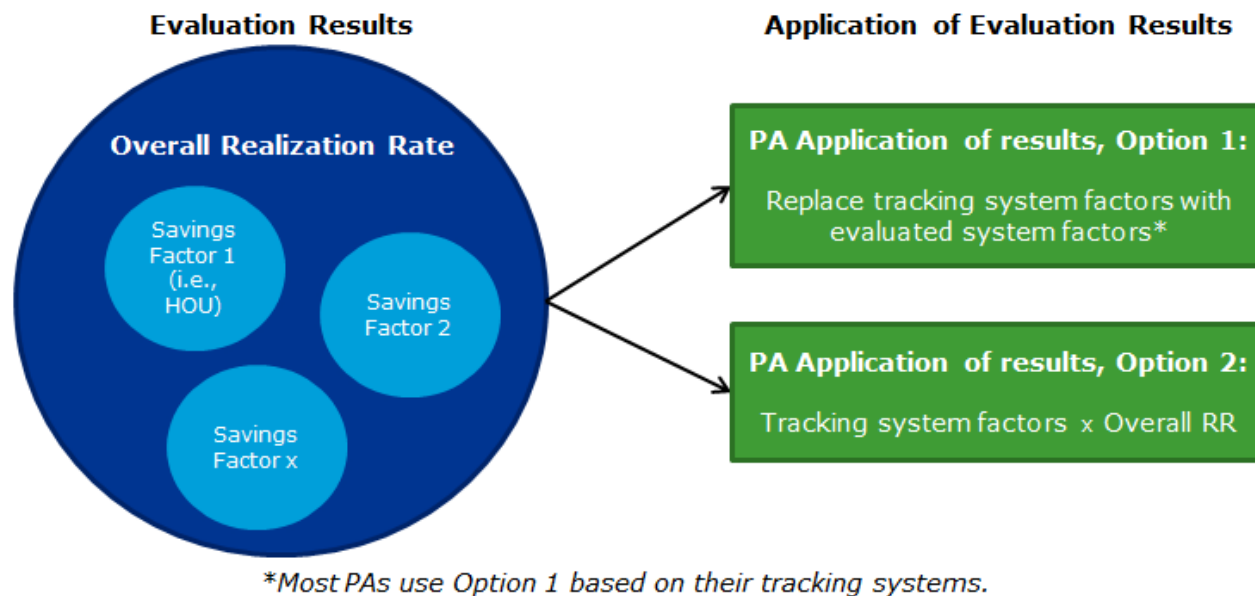 Evaluation Results
Application of Evaluation Results
Overall Realization Rate
Savings
Factor 1
(i.e.,
HOU)
Savings
Factor 2
Savings
Factor x
PA Application of results, Option 1:
Replace tracking system factors with
evaluated system factors*
PA Application of results, Option 2:
Tracking system factors x Overall RR
*Most PAs use Option 1 based on their tracking systems.